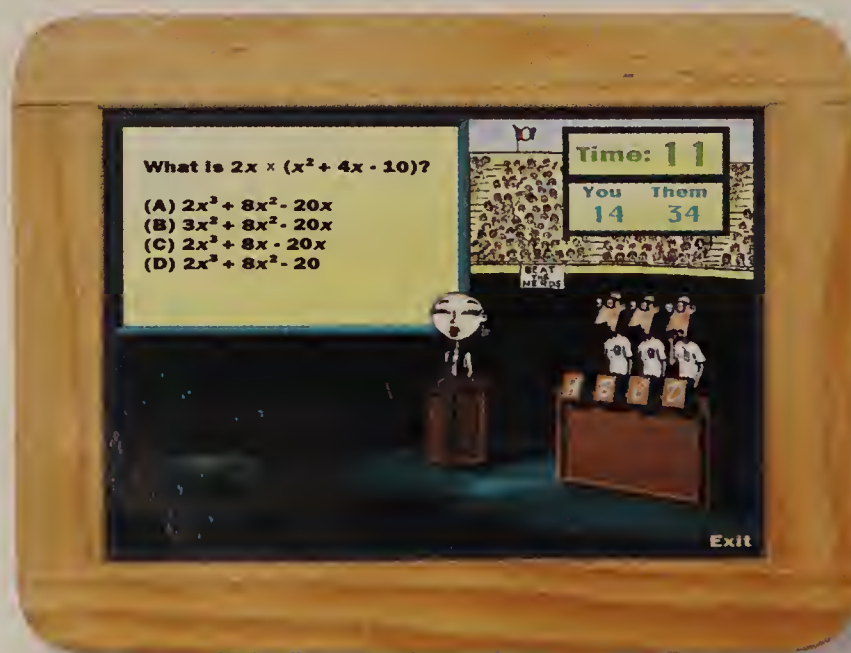 What is 2x × (x² + 4x - 10)?
(A) 2x³ + 8x² - 20x
(B) 3x² + 8x² - 20x
(C) 2x³ + 8x - 20x
(D) 2x³ + 8x² - 20
Time: 11
You Them
14 34
BEAT
THE
NERDS
Exit